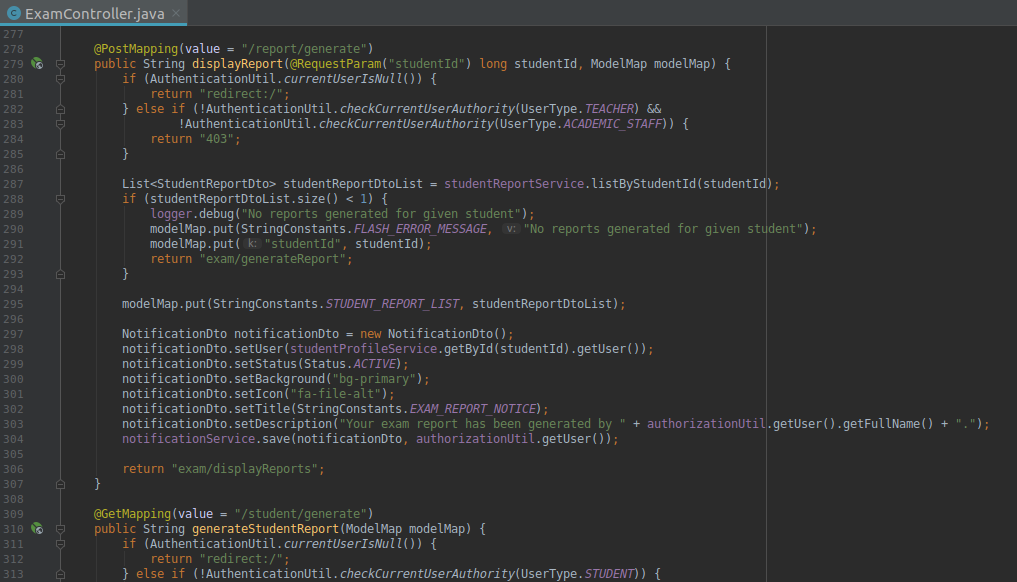 ExamController.java ×
277
278 @PostMapping(value = "/report/generate")
279 public String displayReport(@RequestParam("studentId") long studentId, ModelMap modelMap) {
280 if (AuthenticationUtil.currentUserIsNull()) {
281 return "redirect:/";
282 } else if (!AuthenticationUtil.checkCurrentUserAuthority(UserType.TEACHER) &&
283 !AuthenticationUtil.checkCurrentUserAuthority(UserType.ACADEMIC_STAFF)) {
284 return "403";
285 }
286
287 List<StudentReportDto> studentReportDtoList = studentReportService.listByStudentId(studentId);
288 if (studentReportDtoList.size() < 1) {
289 logger.debug("No reports generated for given student");
290 modelMap.put(StringConstants.FLASH_ERROR_MESSAGE, v: "No reports generated for given student");
291 modelMap.put( k: "studentId", studentId);
292 return "exam/generateReport";
293 }
294
295 modelMap.put(StringConstants.STUDENT_REPORT_LIST, studentReportDtoList);
296
297 NotificationDto notificationDto = new NotificationDto();
298 notificationDto.setUser(studentProfileService.getById(studentId).getUser());
299 notificationDto.setStatus(Status.ACTIVE);
300 notificationDto.setBackground("bg-primary");
301 notificationDto.setIcon("fa-file-alt");
302 notificationDto.setTitle(StringConstants.EXAM_REPORT_NOTICE);
303 notificationDto.setDescription("Your exam report has been generated by " + authorizationUtil.getUser().getFullName() + ".");
304 notificationService.save(notificationDto, authorizationUtil.getUser());
305
306 return "exam/displayReports";
307 }
308
309 @GetMapping(value = "/student/generate")
310 public String generateStudentReport(ModelMap modelMap) {
311 if (AuthenticationUtil.currentUserIsNull()) {
312 return "redirect:/";
313 } else if (!AuthenticationUtil.checkCurrentUserAuthority(UserType.STUDENT)) {